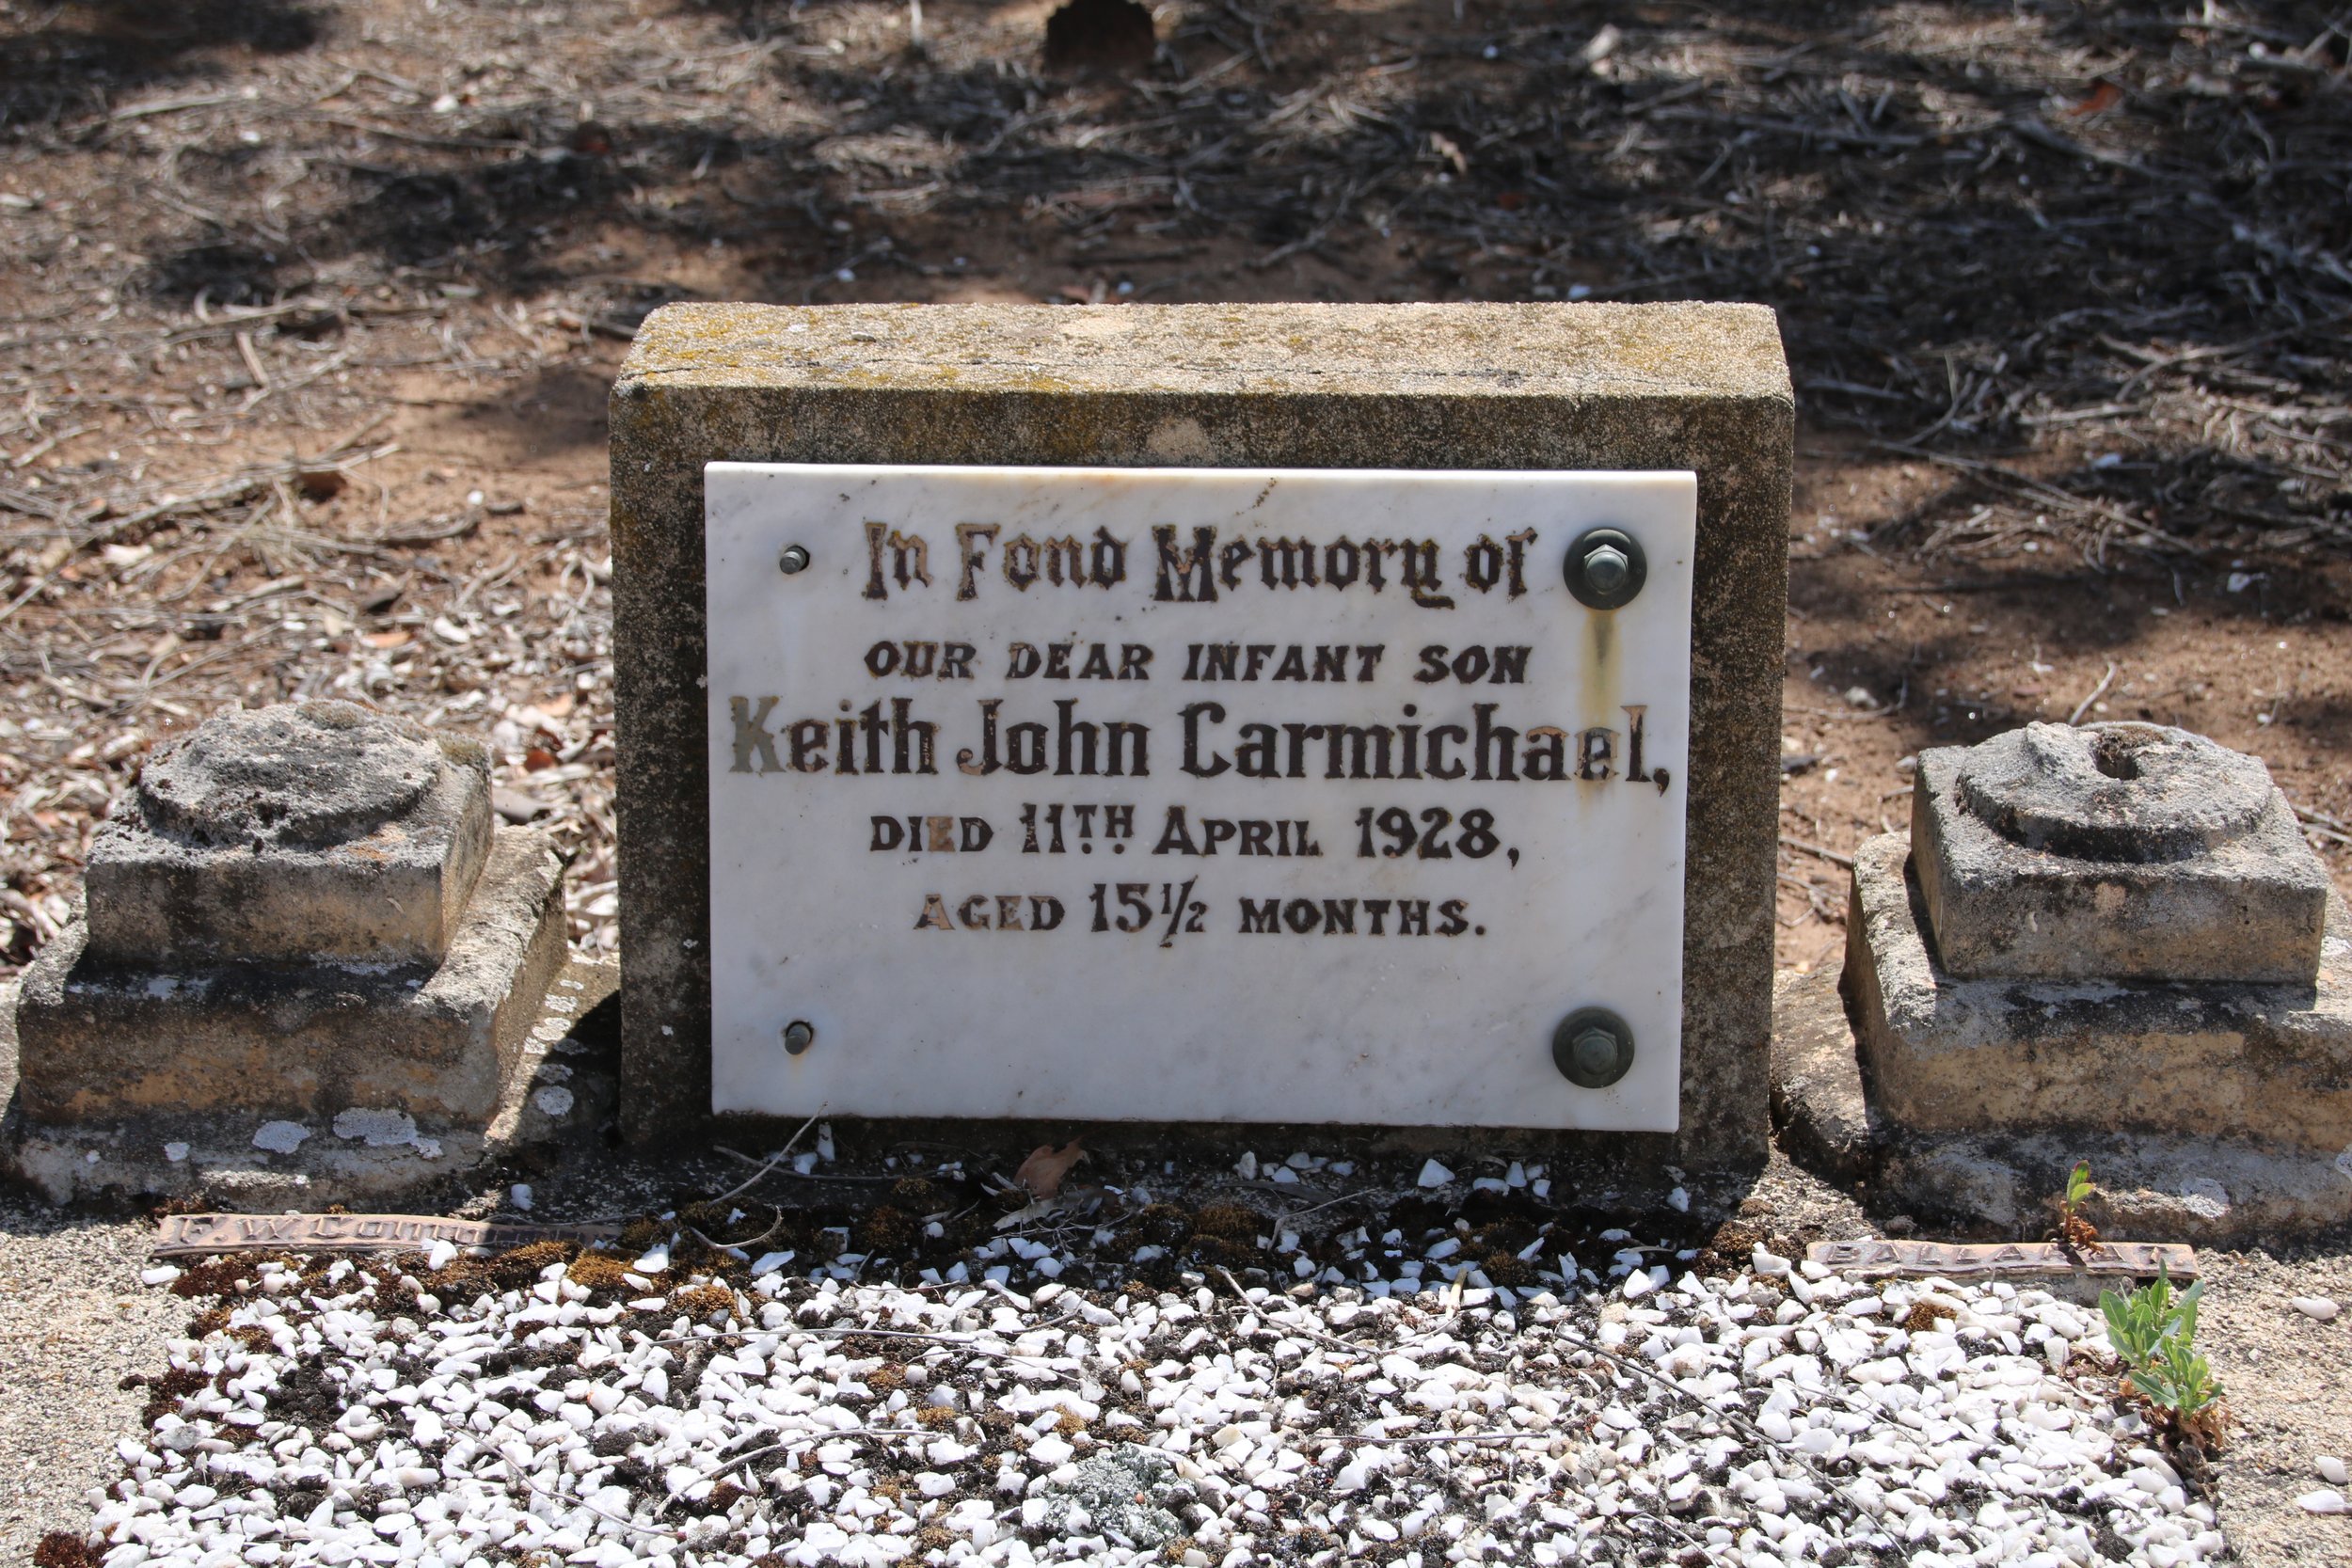 In Fond Memory of
OUR DEAR INFANT SON
Keith John Carmichael,
DIED 11TH APRIL 1928,
AGED 15½ MONTHS.
F. W.
BALLARAT